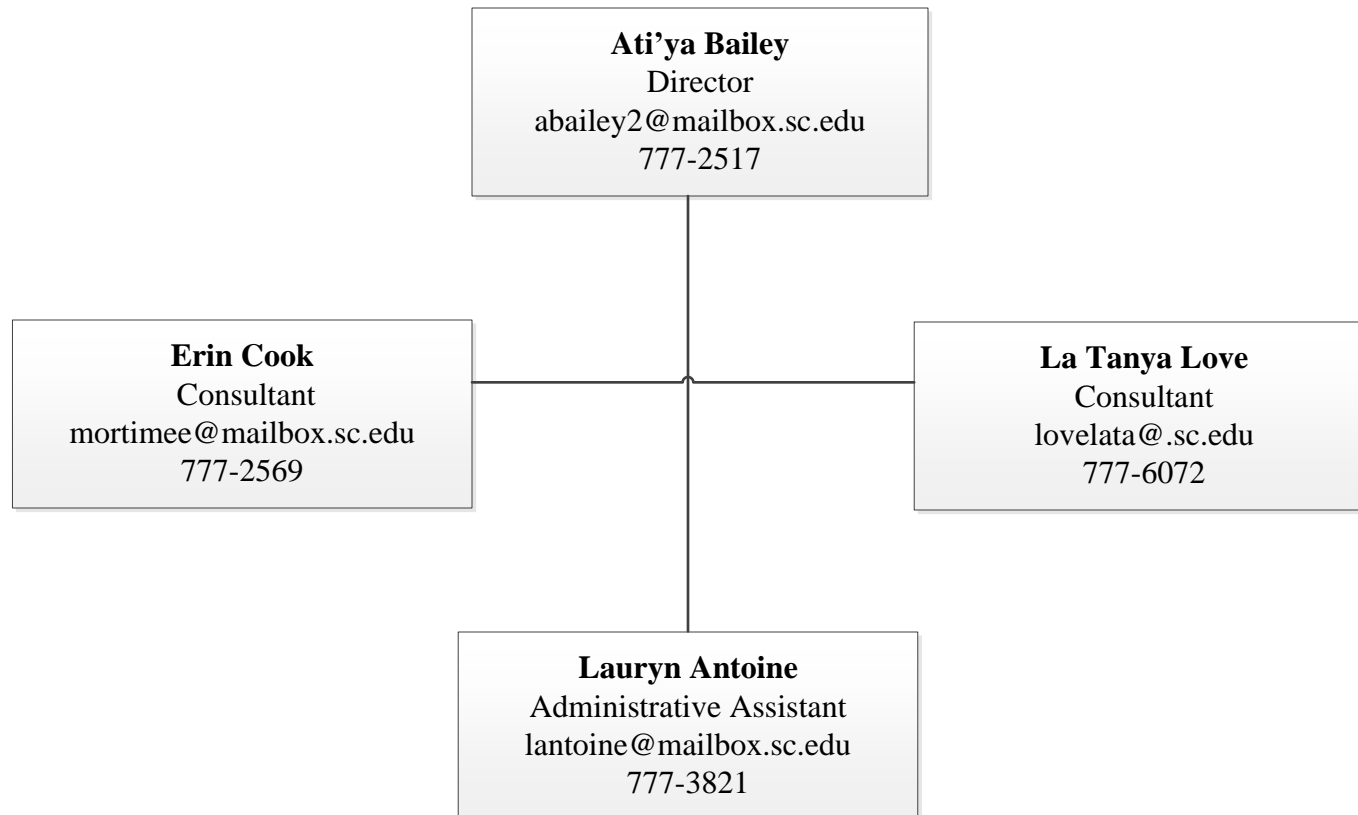 Ati’ya Bailey
Director
abailey2@mailbox.sc.edu
777-2517
Erin Cook
Consultant
mortimee@mailbox.sc.edu
777-2569
La Tanya Love
Consultant
lovelata@.sc.edu
777-6072
Lauryn Antoine
Administrative Assistant
lantoine@mailbox.sc.edu
777-3821